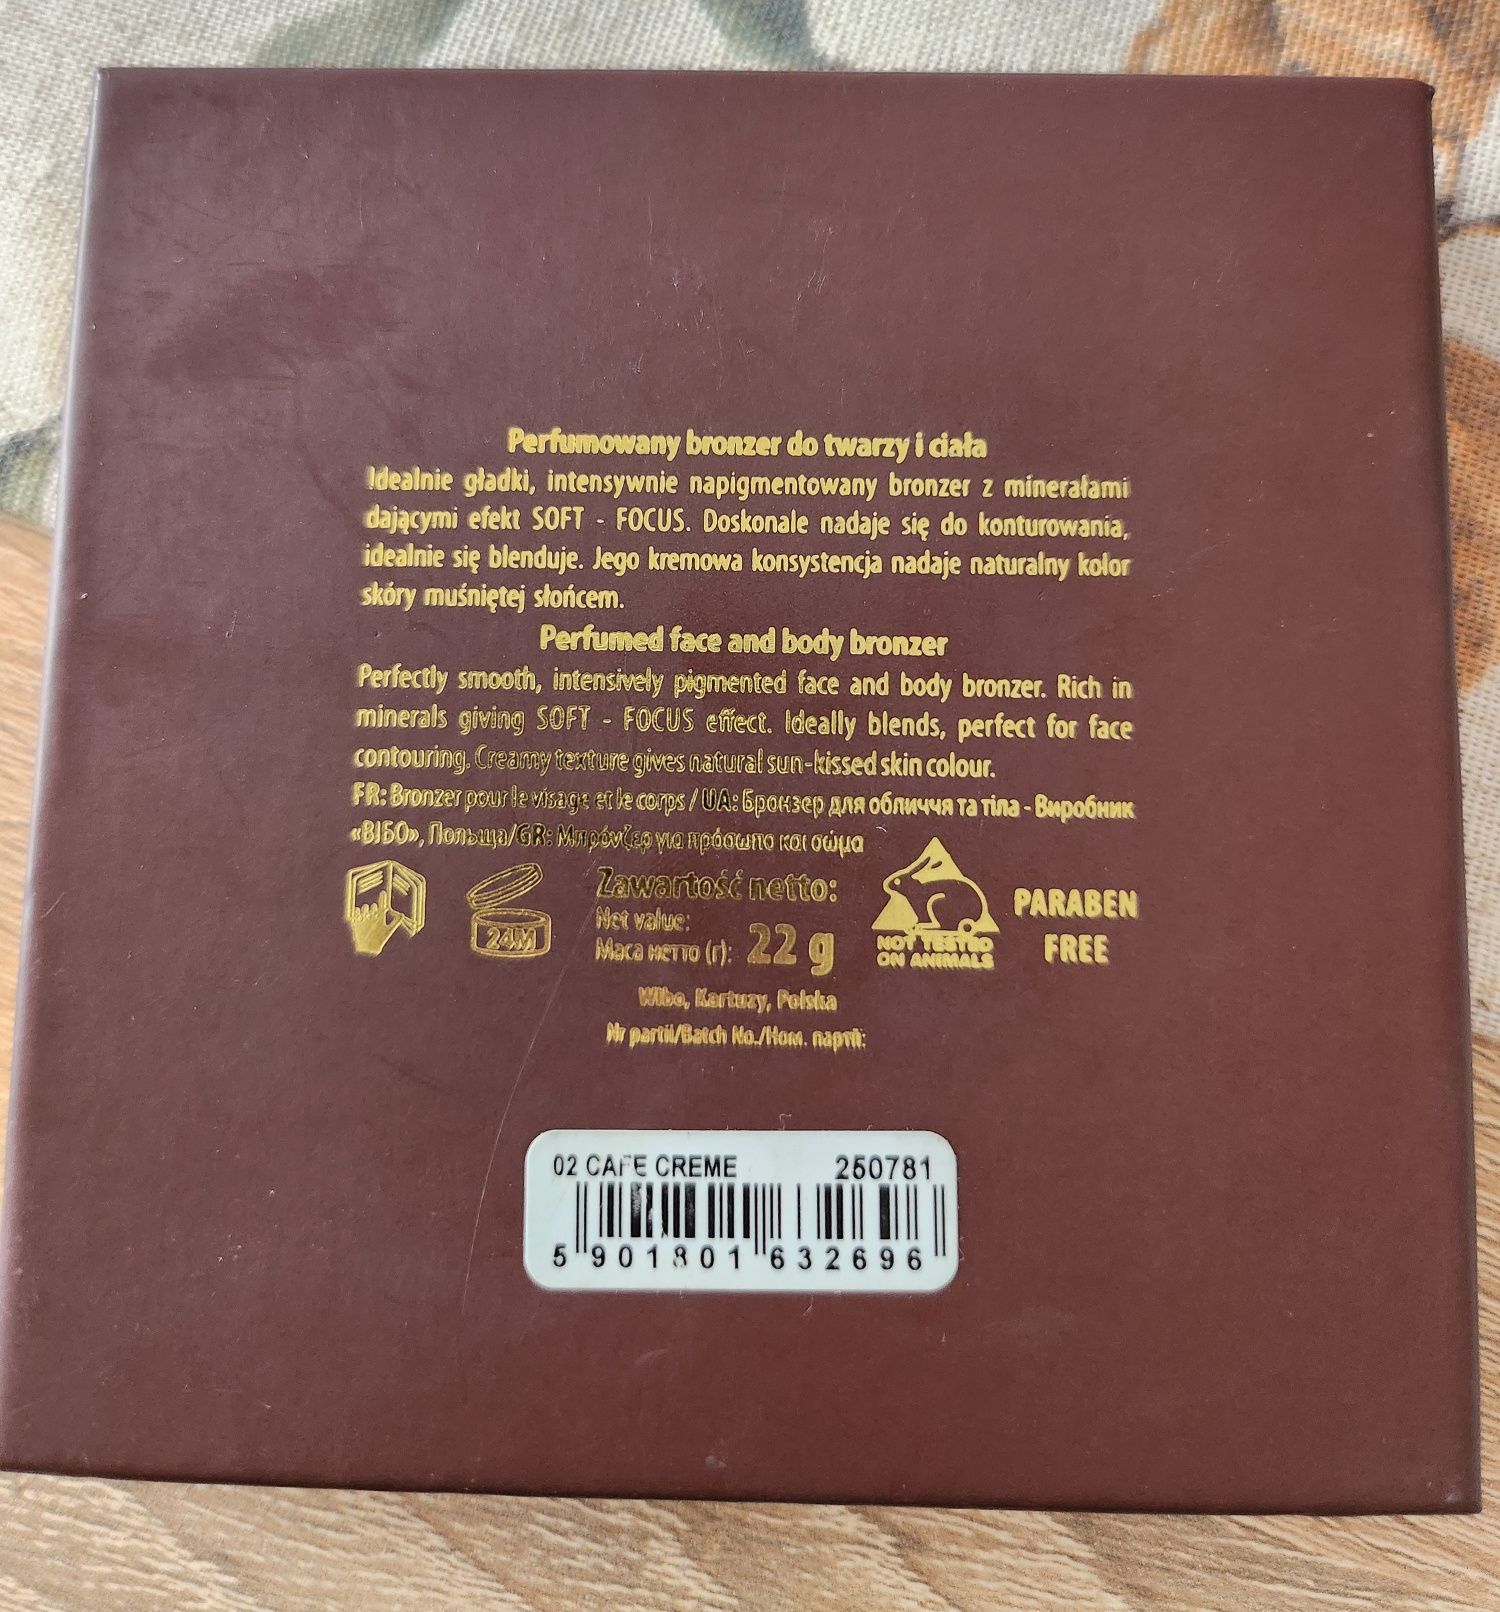 Perfumowany bronzer do twarzy i ciała
Idealnie gładki, intensywnie napigmentowany bronzer z minerałami
dającymi efekt SOFT - FOCUS. Doskonale nadaje się do konturowania,
idealnie się blenduje. Jego kremowa konsystencja nadaje naturalny kolor
skóry muśniętej słońcem.
Perfumed face and body bronzer
Perfectly smooth, intensively pigmented face and body bronzer. Rich in
minerals giving SOFT - FOCUS effect. Ideally blends, perfect for face
contouring. Creamy texture gives natural sun-kissed skin colour.
FR: Bronzer pour le visage et le corps / UA: Бронзер для обличчя та тіла - Виробник
«ВІБО», Польща/GR: Μπρόνζερ για πρόσωπο και σώμα
24M
Zawartość netto:
Net value:
Маса нетто (г): 22 g
NOT TESTED
ON ANIMALS
PARABEN
FREE
Wibo, Kartuzy, Polska
Nr partii/Batch No./Ном. партії:
02 CAFE CREME 250781
5 901801 632696